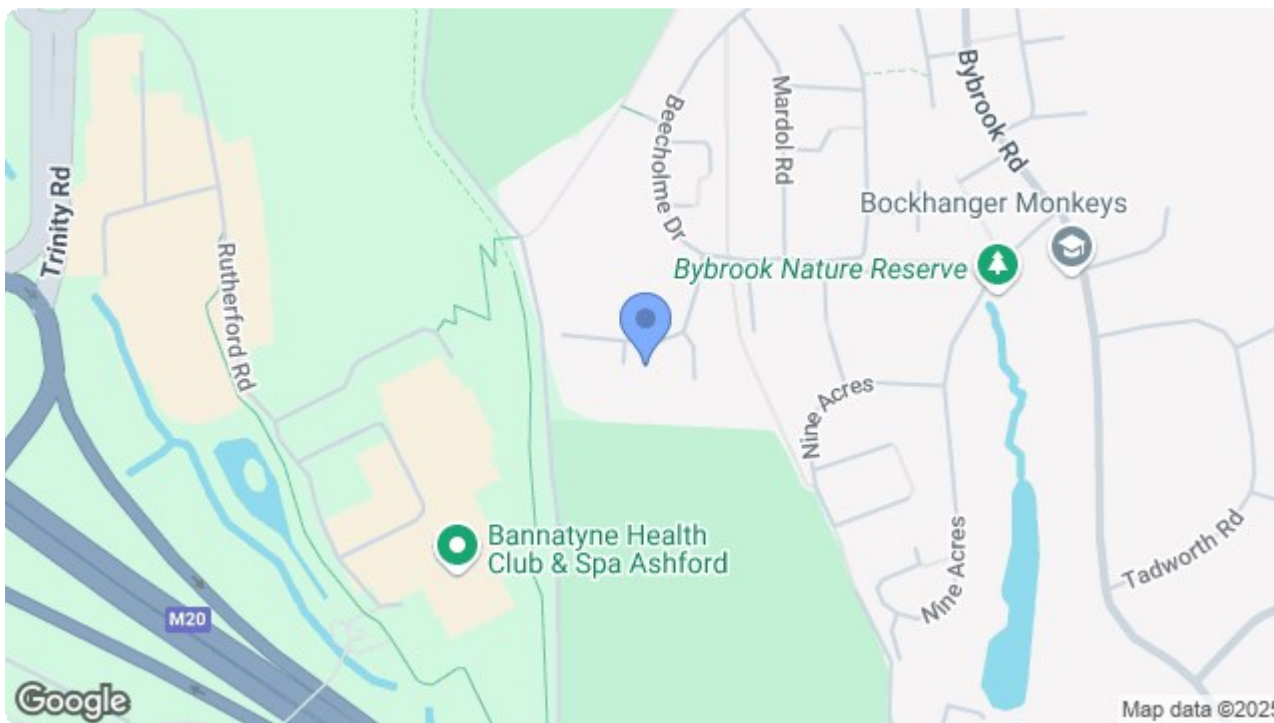 Trinity Rd
Rutherford Rd
Beecholme Dr
Mardol Rd
Bybrook Rd
Bockhanger Monkeys
Bybrook Nature Reserve
Nine Acres
Nine Acres
Tadworth Rd
Bannatyne Health
Club & Spa Ashford
M20
Google
Map data ©2025